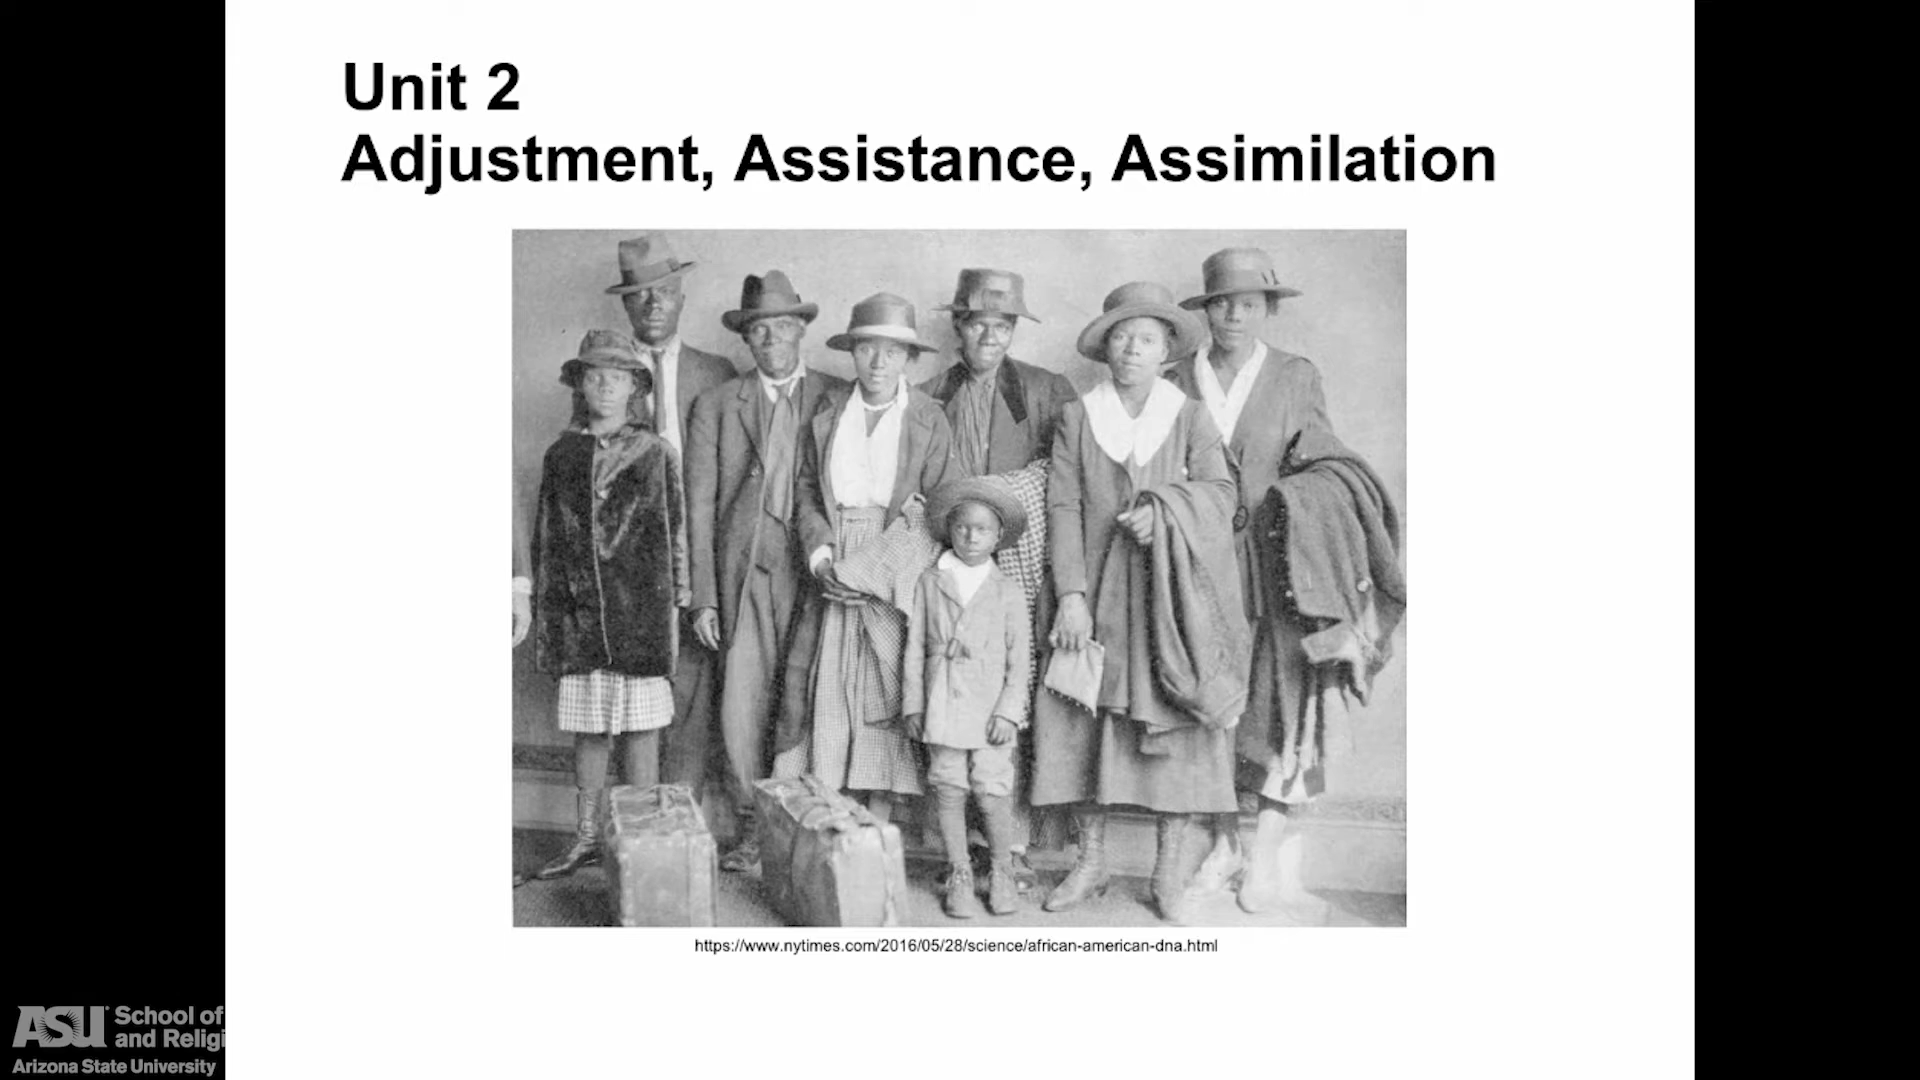 Unit 2
Adjustment, Assistance, Assimilation
https://www.nytimes.com/2016/05/28/science/african-american-dna.html
ASU School of
and Religi
Arizona State University